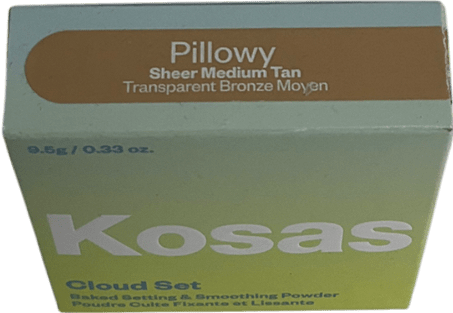 Pillowy
Sheer Medium Tan
Transparent Bronze Moyen
9.5g / 0.33 oz.
Kosas
Cloud Set
Baked Setting & Smoothing Powder
Poudre Cuite Fixante et Lissante